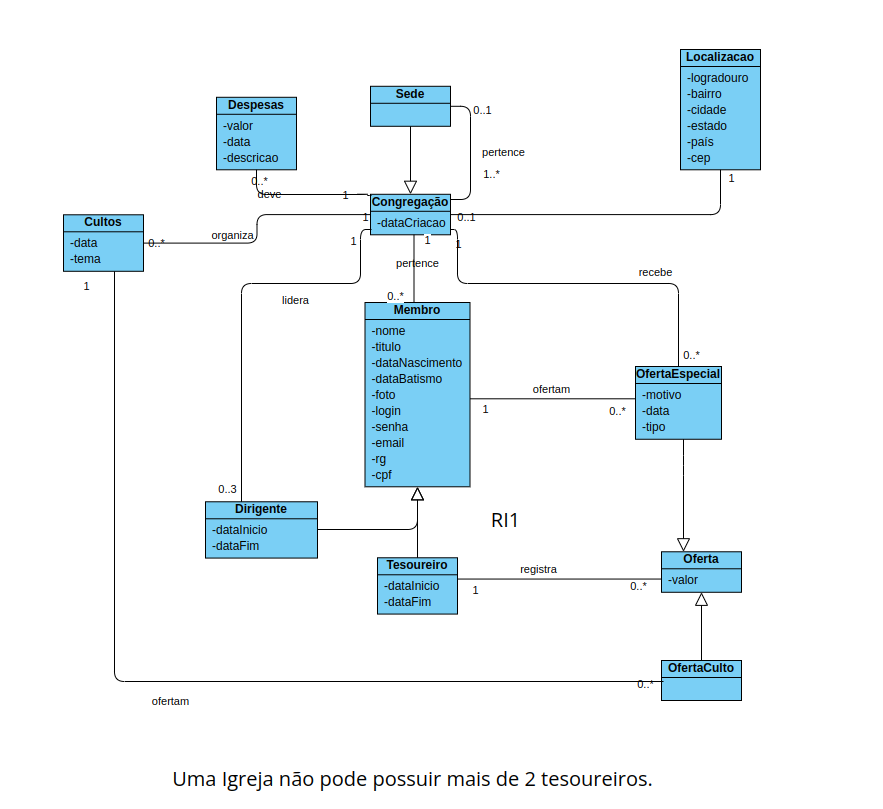 Localizacao
-logradouro
-bairro
-cidade
-estado
-país
-cep
1
Sede
0..1
pertence
1..*
Despesas
-valor
-data
-descricao
0..*
deve
1
Congregação
-dataCriacao
1
0..1
1
1
1
Cultos
-data
-tema
0..*
organiza
1
lidera
pertence
0..*
recebe
0..*
Membro
-nome
-titulo
-dataNascimento
-dataBatismo
-foto
-login
-senha
-email
-rg
-cpf
ofertam
1
0..*
OfertaEspecial
-motivo
-data
-tipo
0..3
Dirigente
-dataInicio
-dataFim
RI1
Tesoureiro
-dataInicio
-dataFim
registra
1
0..*
Oferta
-valor
OfertaCulto
0..*
ofertam
Uma Igreja não pode possuir mais de 2 tesoureiros.